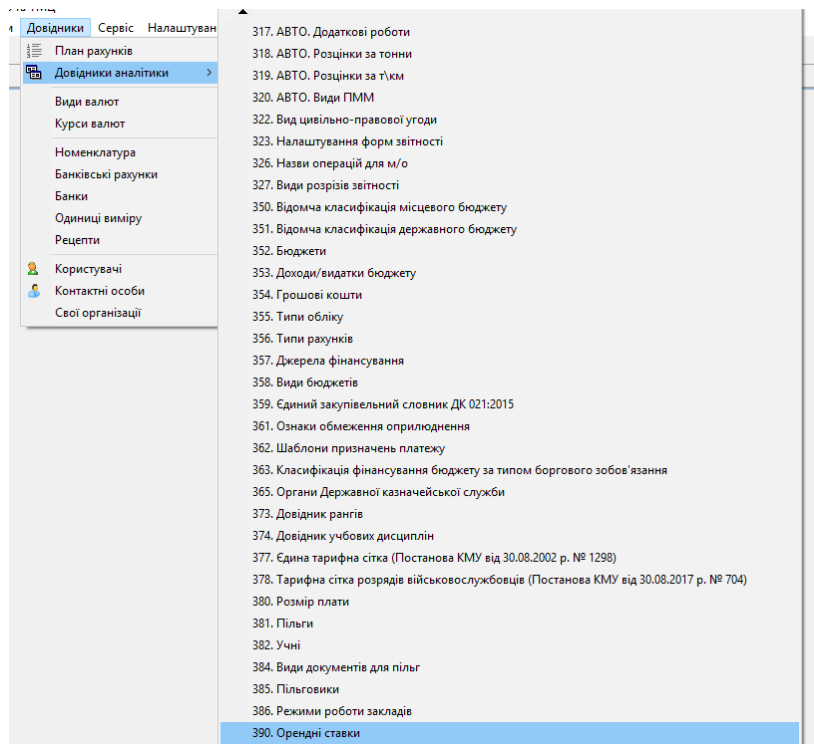 Довідники Сервіс Налаштуван
План рахунків
Довідники аналітики
Види валют
Курси валют
Номенклатура
Банківські рахунки
Банки
Одиниці виміру
Рецепти
Користувачі
Контактні особи
Свої організації
317. АВТО. Додаткові роботи
318. АВТО. Розцінки за тонни
319. АВТО. Розцінки за т\км
320. АВТО. Види ПММ
322. Вид цивільно-правової угоди
323. Налаштування форм звітності
326. Назви операцій для м/о
327. Види розрізів звітності
350. Відомча класифікація місцевого бюджету
351. Відомча класифікація державного бюджету
352. Бюджети
353. Доходи/видатки бюджету
354. Грошові кошти
355. Типи обліку
356. Типи рахунків
357. Джерела фінансування
358. Види бюджетів
359. Єдиний закупівельний словник ДК 021:2015
361. Ознаки обмеження оприлюднення
362. Шаблони призначень платежу
363. Класифікація фінансування бюджету за типом боргового зобов'язання
365. Органи Державної казначейської служби
373. Довідник рангів
374. Довідник учбових дисциплін
377. Єдина тарифна сітка (Постанова КМУ від 30.08.2002 р. № 1298)
378. Тарифна сітка розрядів військовослужбовців (Постанова КМУ від 30.08.2017 р. № 704)
380. Розмір плати
381. Пільги
382. Учні
384. Види документів для пільг
385. Пільговики
386. Режими роботи закладів
390. Орендні ставки